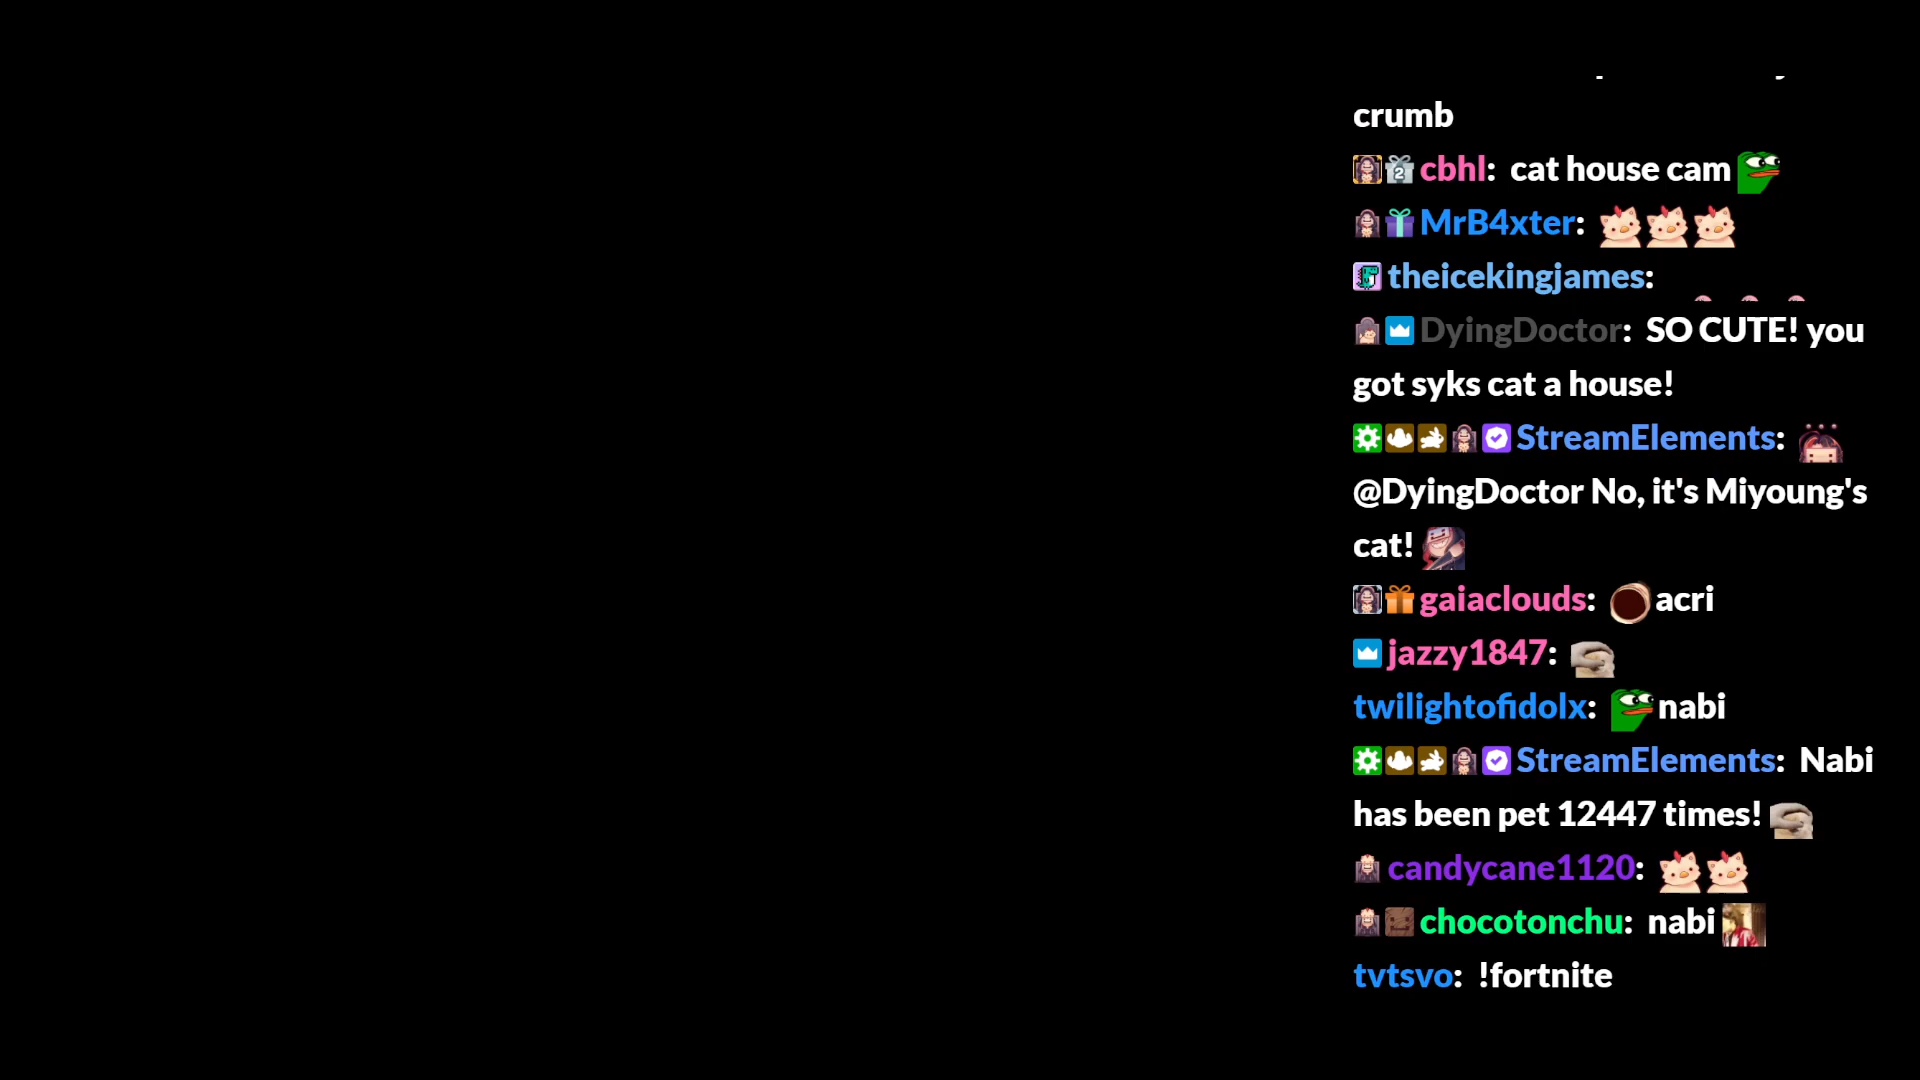 crumb
cbhl: cat house cam
MrB4xter:
theicekingjames:
DyingDoctor: SO CUTE! you
got syks cat a house!
StreamElements:
@DyingDoctor No, it's Miyoung's
cat!
gaiaclouds: acri
jazzy1847:
twilightofidolx: nabi
StreamElements: Nabi
has been pet 12447 times!
candycane1120:
chocotonchu: nabi
tvtsvo: !fortnite